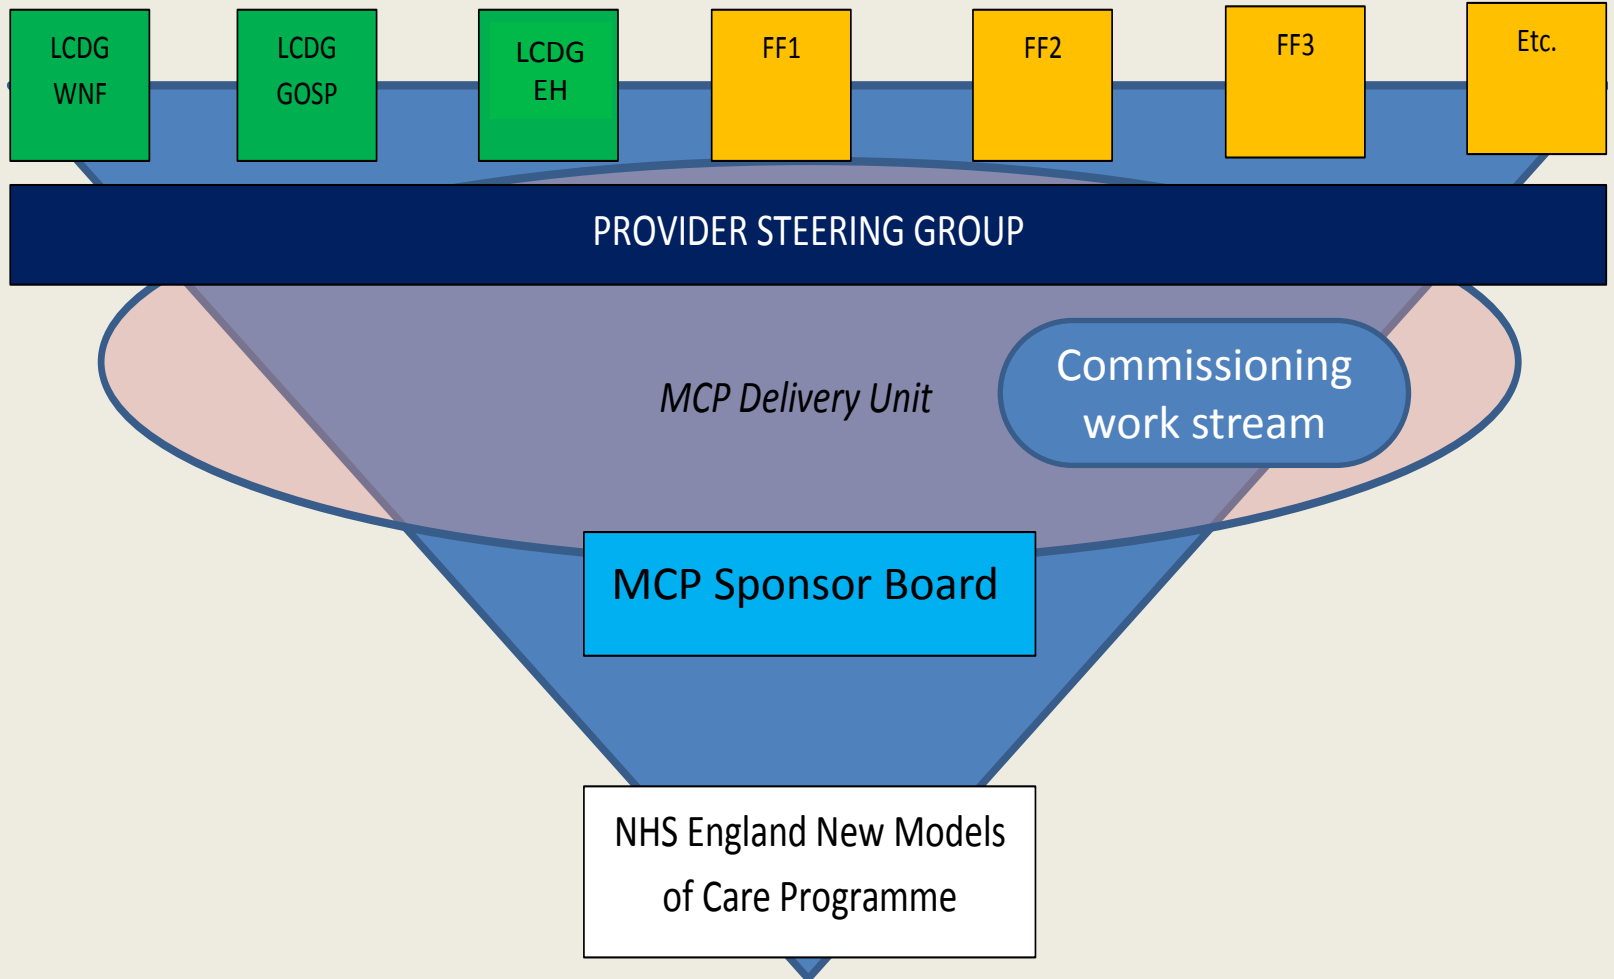 LCDG
WNF
LCDG
GOSP
LCDG
EH
FF1
FF2
FF3
Etc.
PROVIDER STEERING GROUP
MCP Delivery Unit
Commissioning
work stream
MCP Sponsor Board
NHS England New Models
of Care Programme